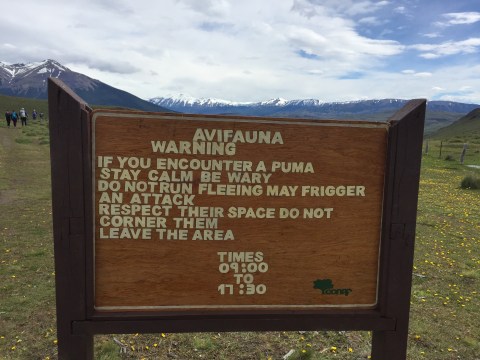 AVIFAUNA
WARNING
IF YOU ENCOUNTER A PUMA
STAY CALM BE WARY
DO NOTRUN FLEEING MAY FRIGGER
AN ATTACK
RESPECT THEIR SPACE DO NOT
CORNER THEM
LEAVE THE AREA
TIMES
09:00
TO
17:30